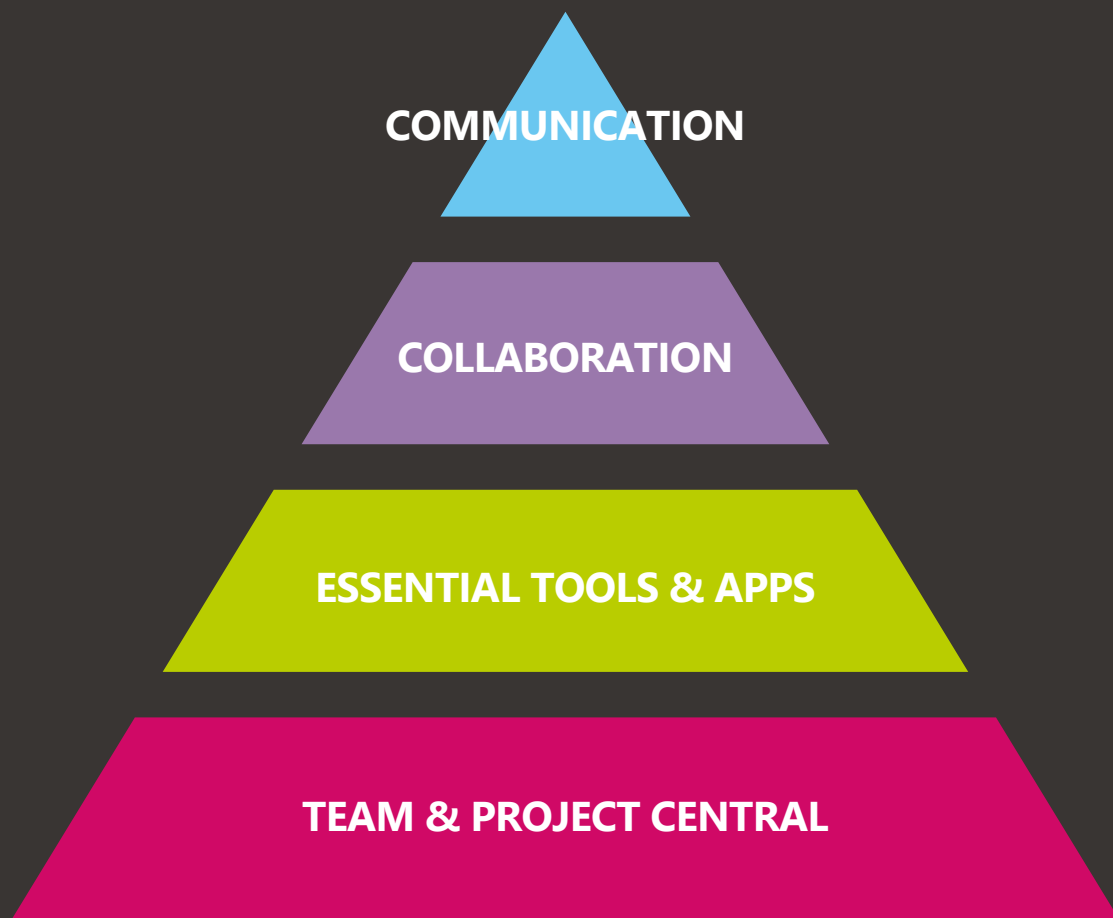 COMMUNICATION
COLLABORATION
ESSENTIAL TOOLS & APPS
TEAM & PROJECT CENTRAL